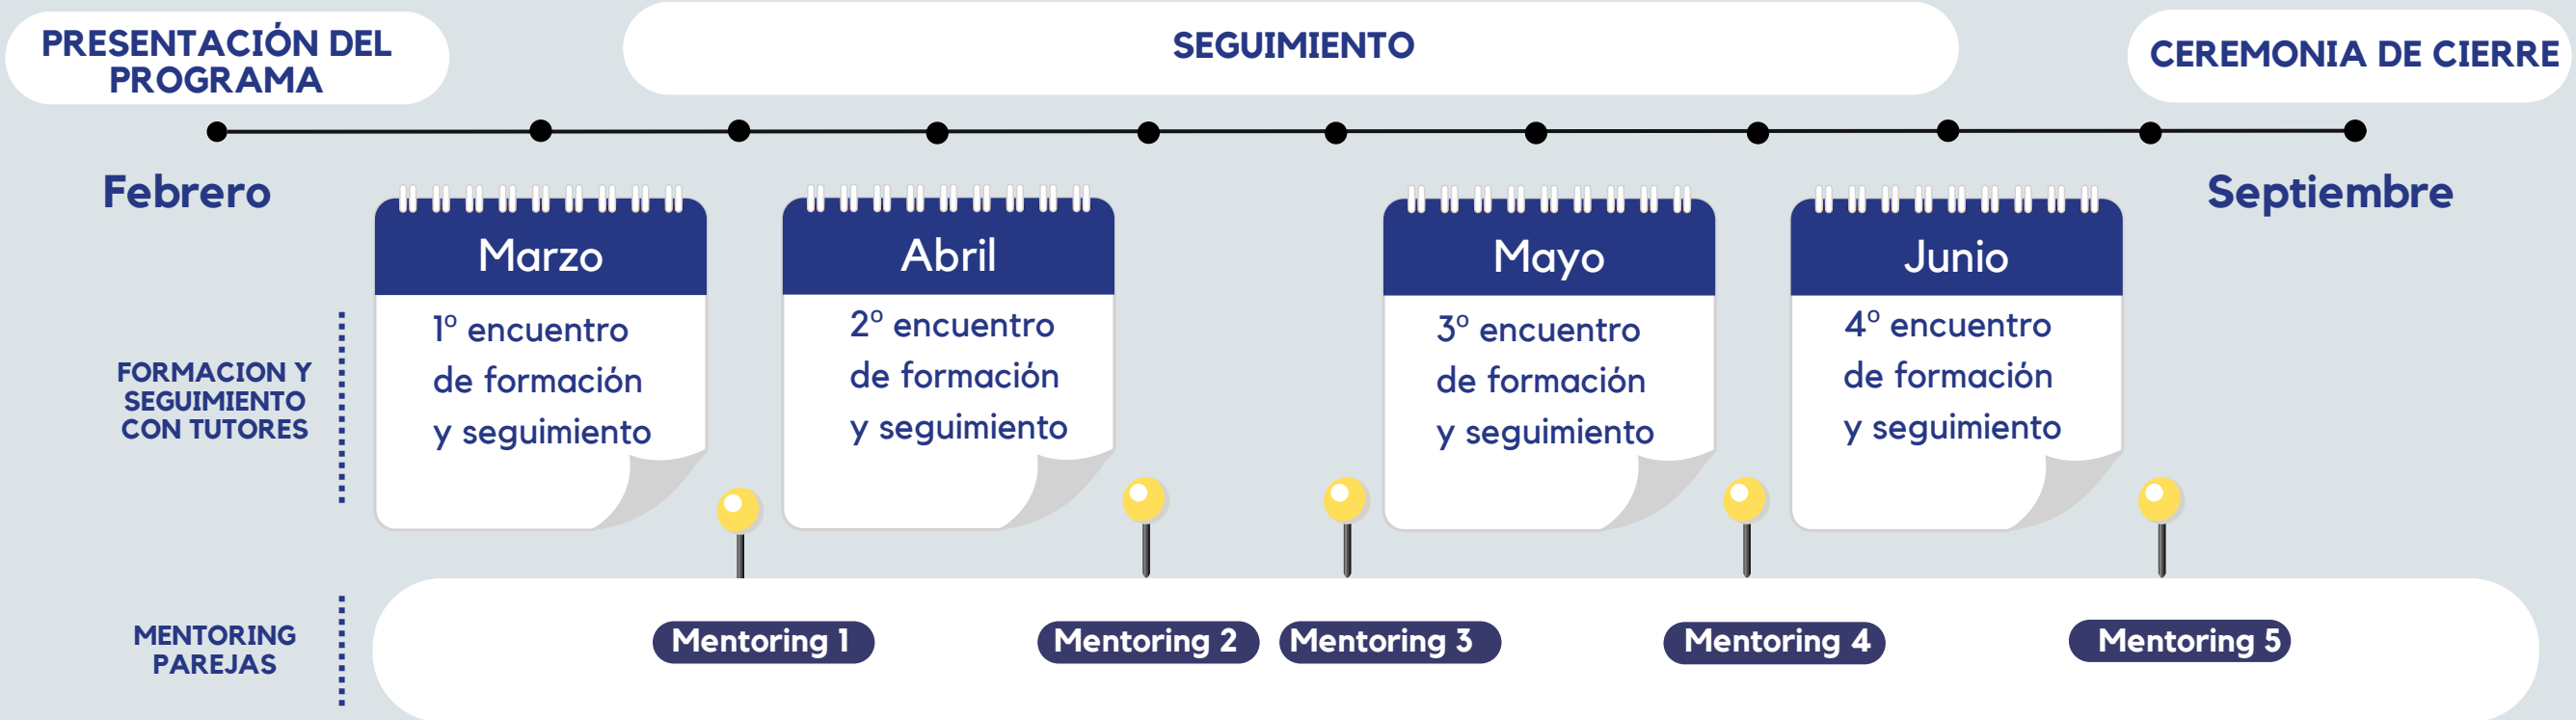 PRESENTACIÓN DEL
PROGRAMA
SEGUIMIENTO
CEREMONIA DE CIERRE
Febrero
Septiembre
Marzo
1º encuentro
de formación
y seguimiento
Abril
2º encuentro
de formación
y seguimiento
Mayo
3º encuentro
de formación
y seguimiento
Junio
4º encuentro
de formación
y seguimiento
FORMACION Y
SEGUIMIENTO
CON TUTORES
MENTORING
PAREJAS
Mentoring 1
Mentoring 2
Mentoring 3
Mentoring 4
Mentoring 5